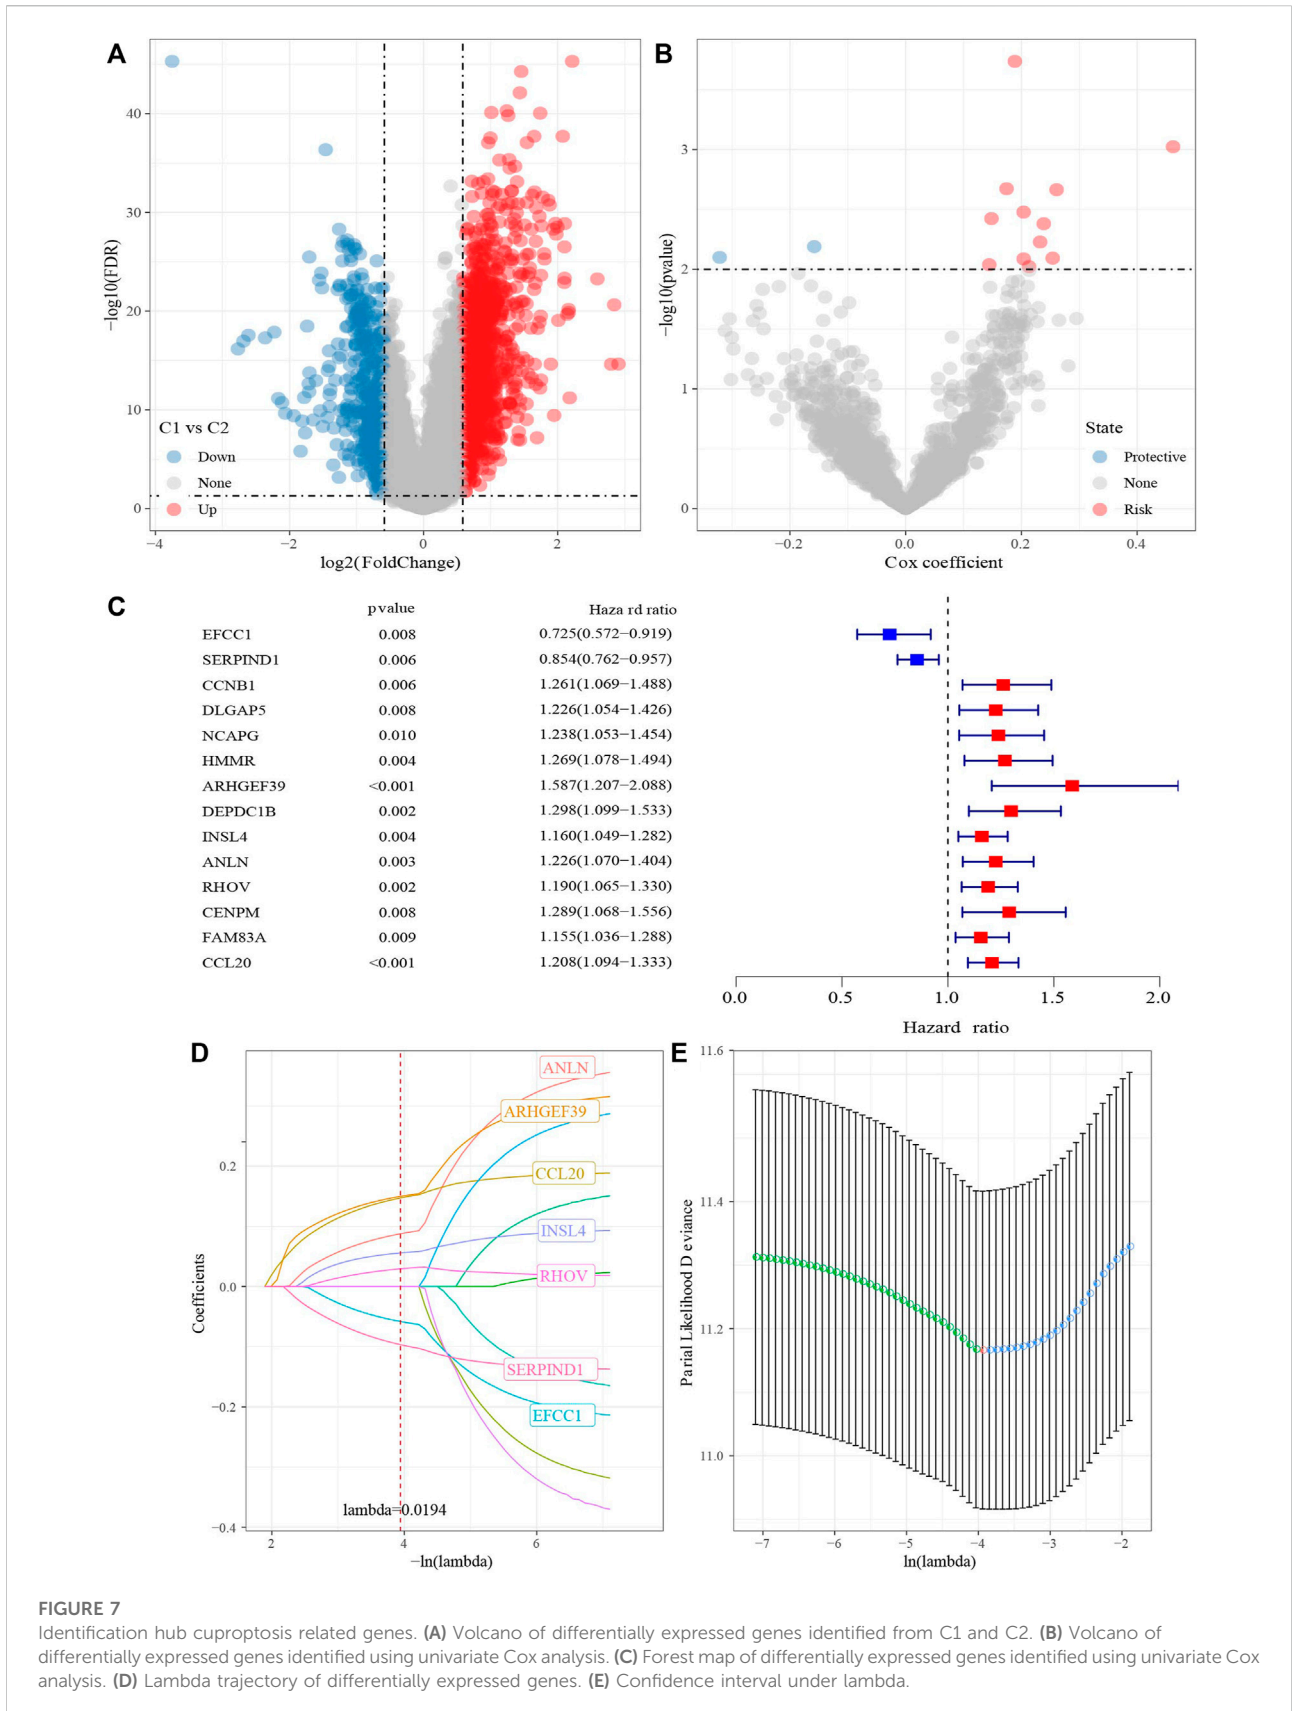 A
B
−log10(FDR)
40
30
20
10
0
C1 vs C2
Down
None
Up
−4
−2
0
2
log2(FoldChange)
−log10(pvalue)
3
2
1
0
State
Protective
None
Risk
−0.2
0.0
0.2
0.4
Cox coefficient
C
pvalue Haza rd ratio
EFCC1 0.008 0.725(0.572−0.919)
SERPIND1 0.006 0.854(0.762−0.957)
CCNB1 0.006 1.261(1.069−1.488)
DLGAP5 0.008 1.226(1.054−1.426)
NCAPG 0.010 1.238(1.053−1.454)
HMMR 0.004 1.269(1.078−1.494)
ARHGEF39 <0.001 1.587(1.207−2.088)
DEPDC1B 0.002 1.298(1.099−1.533)
INSL4 0.004 1.160(1.049−1.282)
ANLN 0.003 1.226(1.070−1.404)
RHOV 0.002 1.190(1.065−1.330)
CENPM 0.008 1.289(1.068−1.556)
FAM83A 0.009 1.155(1.036−1.288)
CCL20 <0.001 1.208(1.094−1.333)
0.0 0.5 1.0 1.5 2.0
Hazard ratio
D
Coefficients
0.2
0.0
−0.2
−0.4
ANLN
ARHGEF39
CCL20
INSL4
RHOV
SERPIND1
EFCC1
lambda=0.0194
2 4 6
−ln(lambda)
E
Parial Likelihood D eviance
11.6
11.4
11.2
11.0
−7 −6 −5 −4 −3 −2
ln(lambda)
FIGURE 7
Identification hub cuproptosis related genes. (A) Volcano of differentially expressed genes identified from C1 and C2. (B) Volcano of
differentially expressed genes identified using univariate Cox analysis. (C) Forest map of differentially expressed genes identified using univariate Cox
analysis. (D) Lambda trajectory of differentially expressed genes. (E) Confidence interval under lambda.